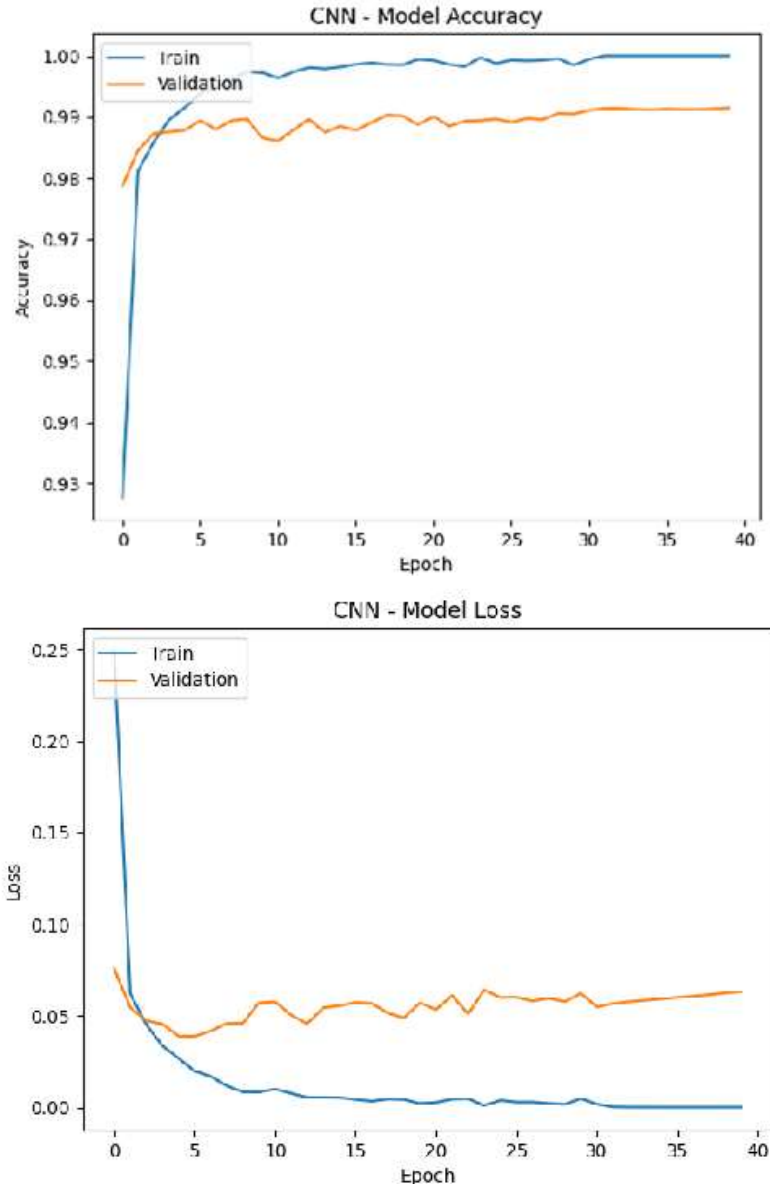 CNN - Model Accuracy
Train
Validation
1.00
0.99
0.98
0.97
0.96
0.95
0.94
0.93
Accuracy
0 5 10 15 20 25 30 35 40
Epoch
CNN - Model Loss
Train
Validation
0.25
0.20
0.15
0.10
0.05
0.00
Loss
0 5 10 15 20 25 30 35 40
Epoch